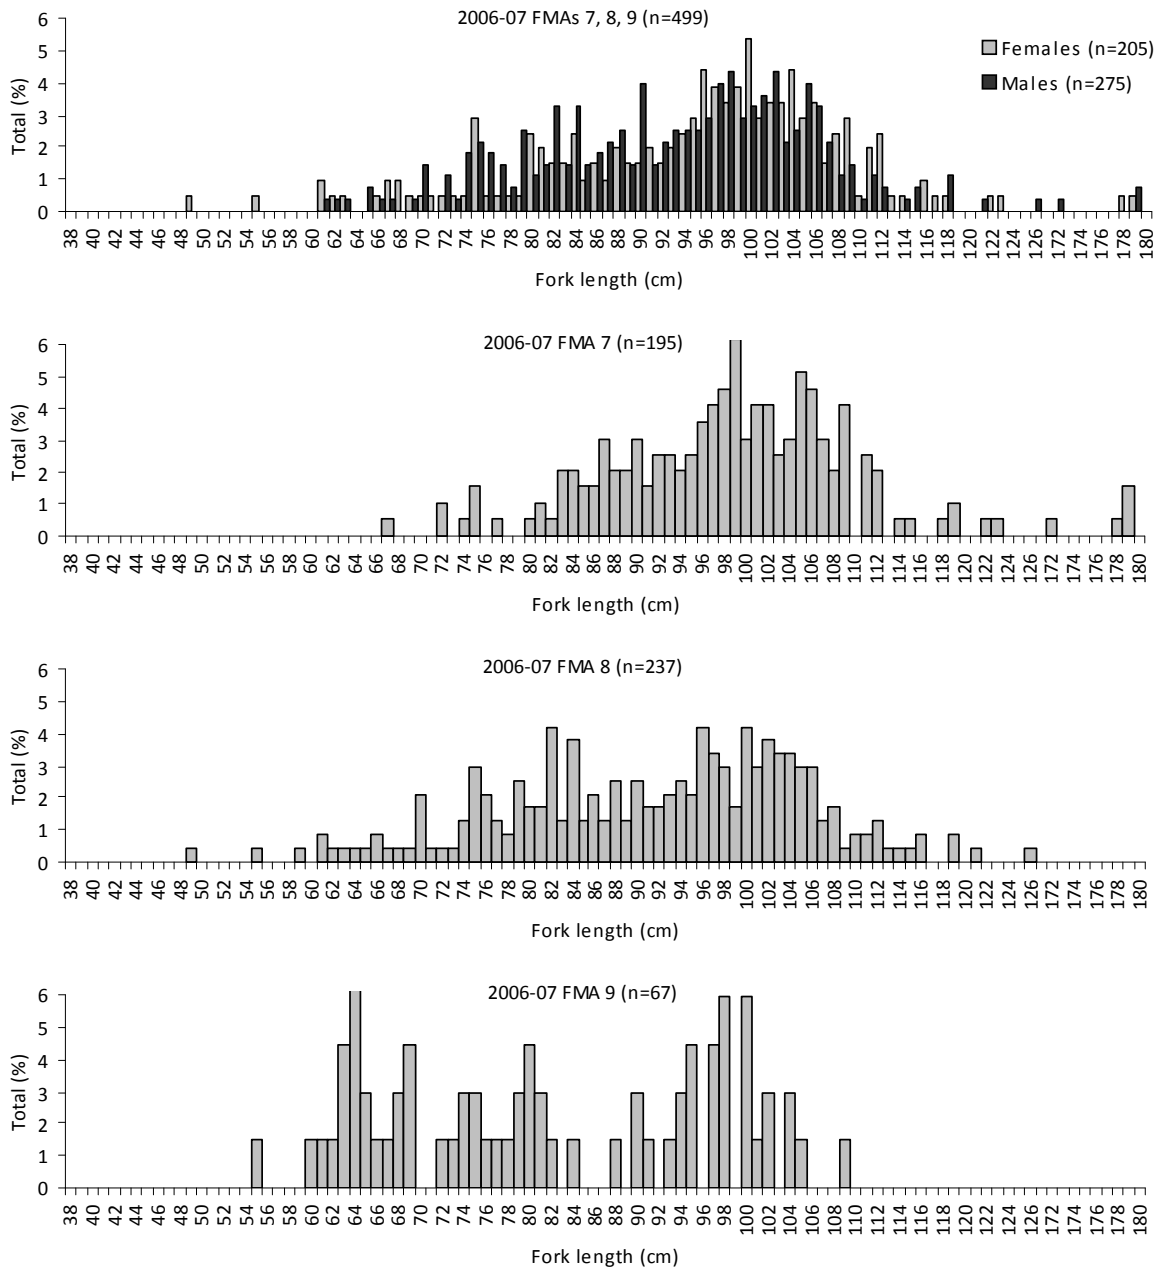 2006-07 FMAs 7, 8, 9 (n=499)
Females (n=205)
Males (n=275)
Total (%)
6
5
4
3
2
1
0
38 40 42 44 46 48 50 52 54 56 58 60 62 64 66 68 70 72 74 76 78 80 82 84 86 88 90 92 94 96 98 100 102 104 106 108 110 112 114 116 118 120 122 124 126 172 174 176 178 180
Fork length (cm)
2006-07 FMA 7 (n=195)
Total (%)
6
5
4
3
2
1
0
38 40 42 44 46 48 50 52 54 56 58 60 62 64 66 68 70 72 74 76 78 80 82 84 86 88 90 92 94 96 98 100 102 104 106 108 110 112 114 116 118 120 122 124 126 172 174 176 178 180
Fork length (cm)
2006-07 FMA 8 (n=237)
Total (%)
6
5
4
3
2
1
0
38 40 42 44 46 48 50 52 54 56 58 60 62 64 66 68 70 72 74 76 78 80 82 84 86 88 90 92 94 96 98 100 102 104 106 108 110 112 114 116 118 120 122 124 126 172 174 176 178 180
Fork length (cm)
2006-07 FMA 9 (n=67)
Total (%)
6
5
4
3
2
1
0
38 40 42 44 46 48 50 52 54 56 58 60 62 64 66 68 70 72 74 76 78 80 82 84 86 88 90 92 94 96 98 100 102 104 106 108 110 112 114 116 118 120 122 124 126 172 174 176 178 180
Fork length (cm)